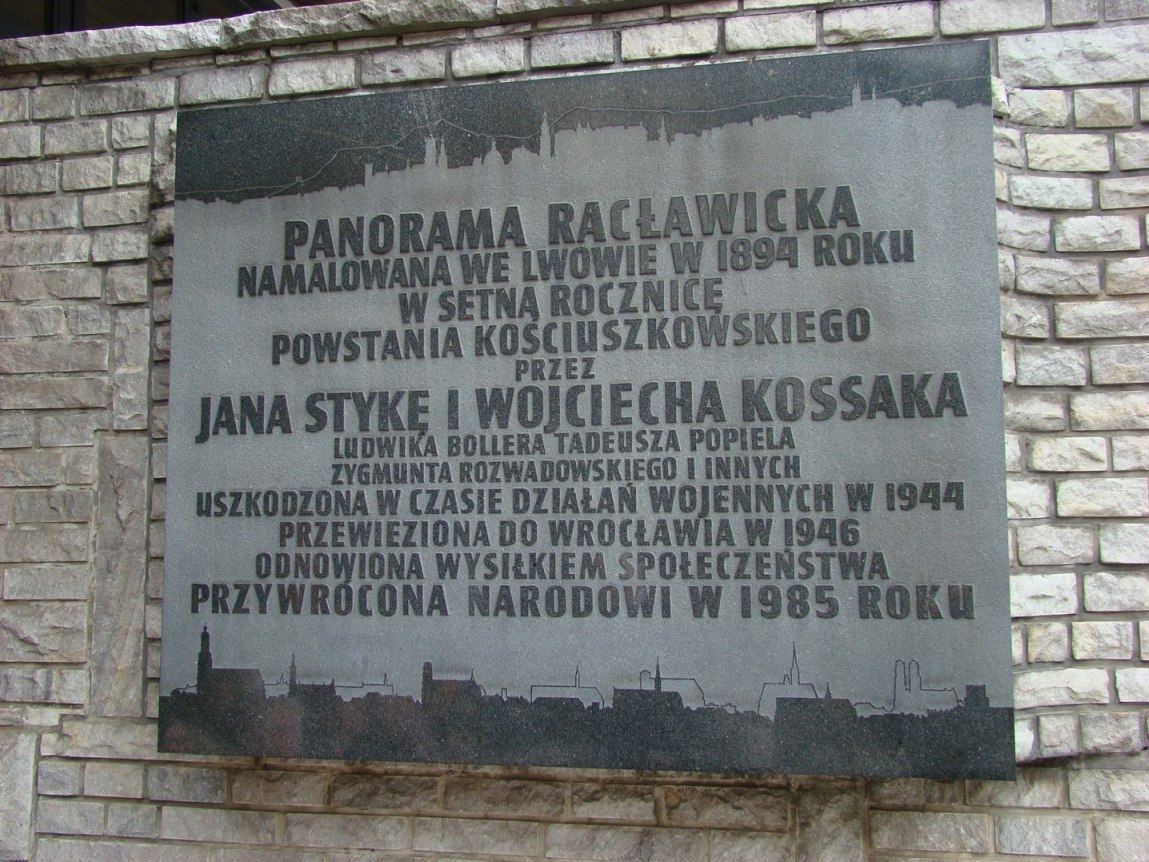 PANORAMA RACŁAWICKA
NAMALOWANA WE LWOWIE W 1894 ROKU
W SETNĄ ROCZNICĘ
POWSTANIA KOŚCIUSZKOWSKIEGO
PRZEZ
JANA STYKĘ I WOJCIECHA KOSSAKA
LUDWIKA BOLLERA TADEUSZA POPIELA
ZYGMUNTA ROZWADOWSKIEGO I INNYCH
USZKODZONA W CZASIE DZIAŁAŃ WOJENNYCH W 1944
PRZEWIEZIONA DO WROCŁAWIA W 1946
ODNOWIONA WYSIŁKIEM SPOŁECZEŃSTWA
PRZYWRÓCONA NARODOWI W 1985 ROKU